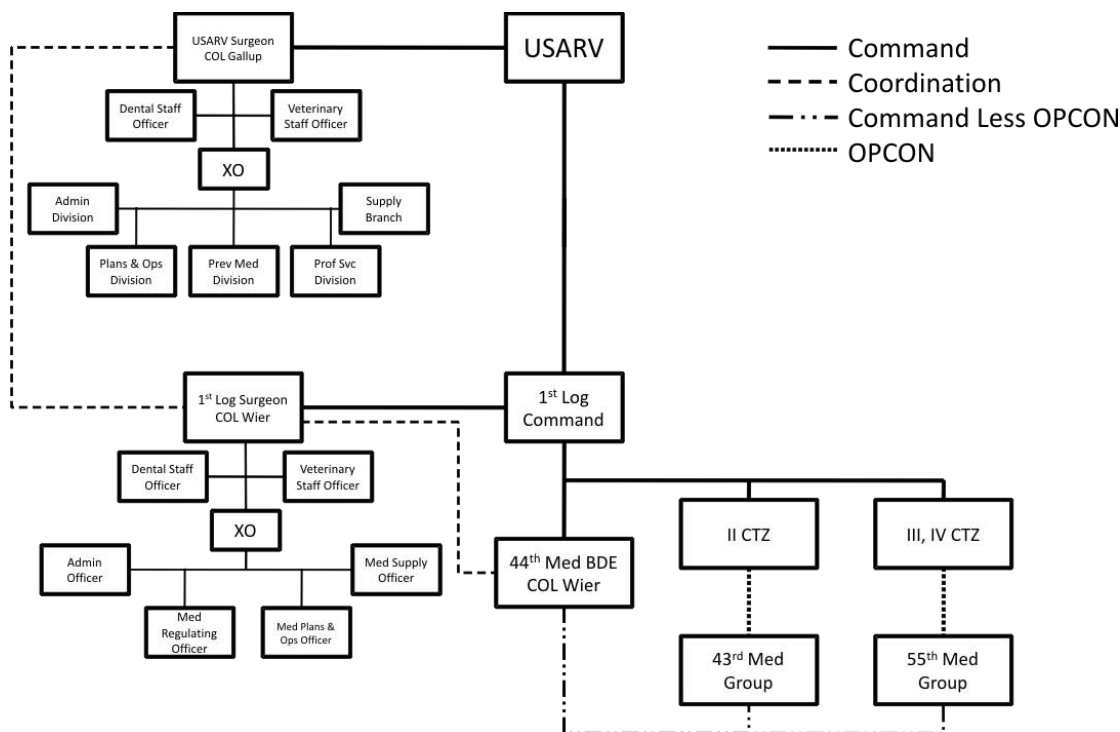 USARV Surgeon
COL Gallup
USARV
Command
Coordination
Command Less OPCON
OPCON
Dental Staff
Officer
Veterinary
Staff Officer
XO
Admin
Division
Supply
Branch
Plans & Ops
Division
Prev Med
Division
Prof Svc
Division
1st Log Surgeon
COL Wier
1st Log
Command
Dental Staff
Officer
Veterinary
Staff Officer
XO
Admin
Officer
Med Supply
Officer
Med
Regulating
Officer
Med Plans &
Ops Officer
44th Med BDE
COL Wier
II CTZ
III, IV CTZ
43rd Med
Group
55th Med
Group